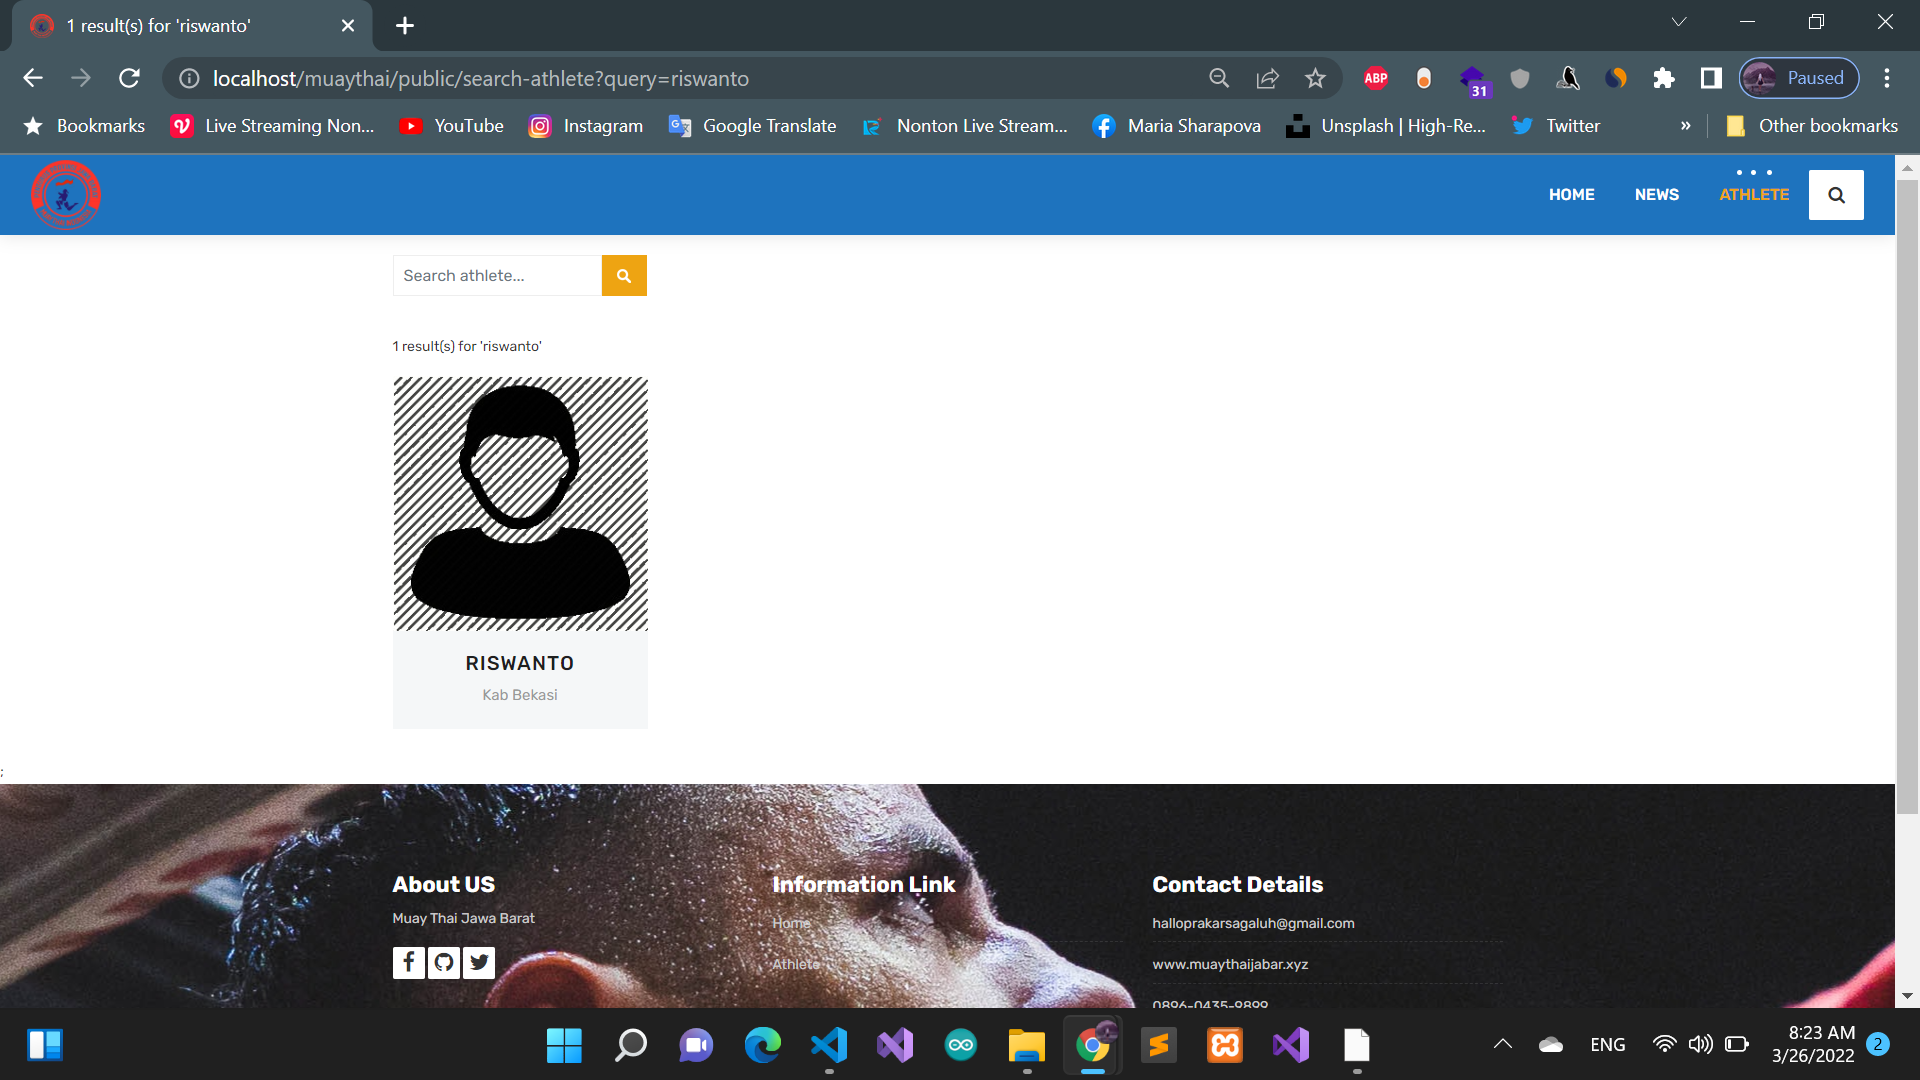 1 result(s) for 'riswanto'
localhost/muaythai/public/search-athlete?query=riswanto
ABP
31
Paused
Bookmarks
Live Streaming Non...
YouTube
Instagram
Google Translate
Nonton Live Stream...
Maria Sharapova
Unsplash | High-Re...
Twitter
»
Other bookmarks
HOME
NEWS
ATHLETE
Search athlete...
1 result(s) for 'riswanto'
RISWANTO
Kab Bekasi
;
About US
Muay Thai Jawa Barat
Information Link
Home
Athlete
Contact Details
halloprakarsagaluh@gmail.com
www.muaythaijabar.xyz
0896-0435-9899
ENG
8:23 AM
3/26/2022
2